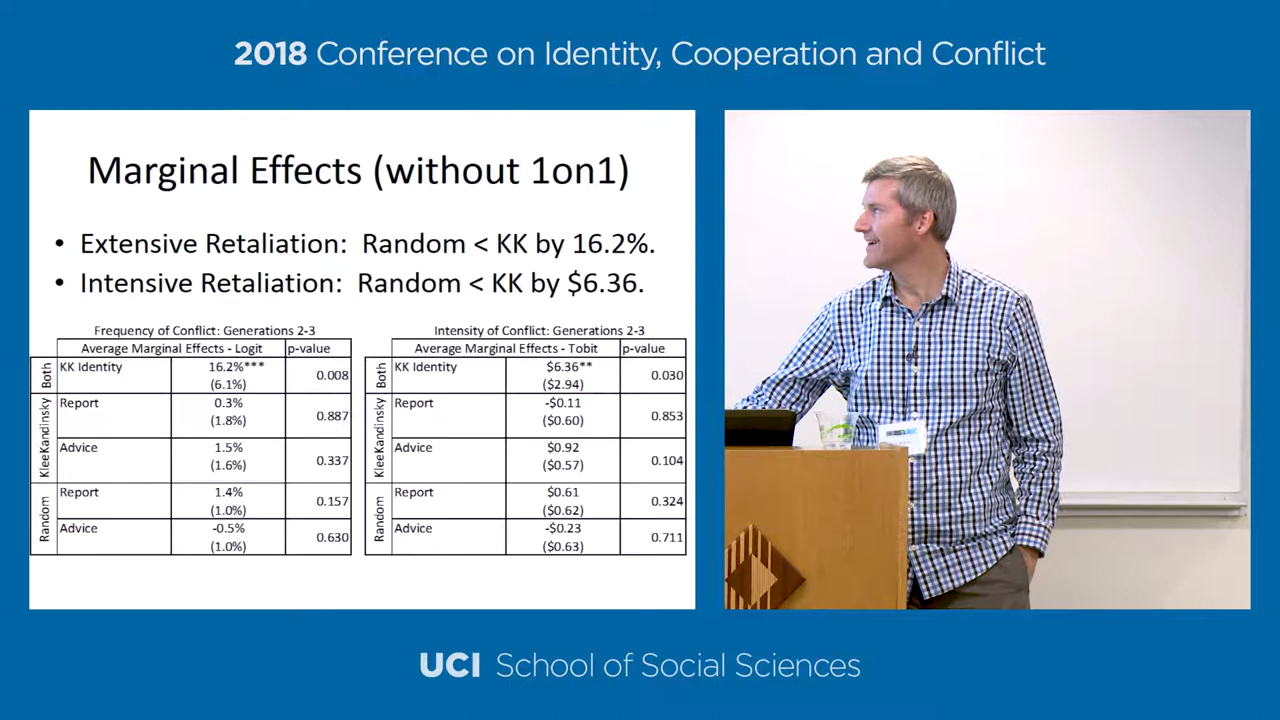 2018 Conference on Identity, Cooperation and Conflict
Marginal Effects (without 1on1)
• Extensive Retaliation: Random < KK by 16.2%.
• Intensive Retaliation: Random < KK by $6.36.
Frequency of Conflict: Generations 2-3
Average Marginal Effects - Logit p-value
Both
KK Identity 16.2%*** 0.008
(6.1%)
KleeKandinsky
Report 0.3% 0.887
(1.8%)
Advice 1.5% 0.337
(1.6%)
Random
Report 1.4% 0.157
(1.0%)
Advice -0.5% 0.630
(1.0%)
Intensity of Conflict: Generations 2-3
Average Marginal Effects - Tobit p-value
Both
KK Identity $6.36** 0.030
($2.94)
KleeKandinsky
Report -$0.11 0.853
($0.60)
Advice $0.92 0.104
($0.57)
Random
Report $0.61 0.324
($0.62)
Advice -$0.23 0.711
($0.63)
UCI School of Social Sciences